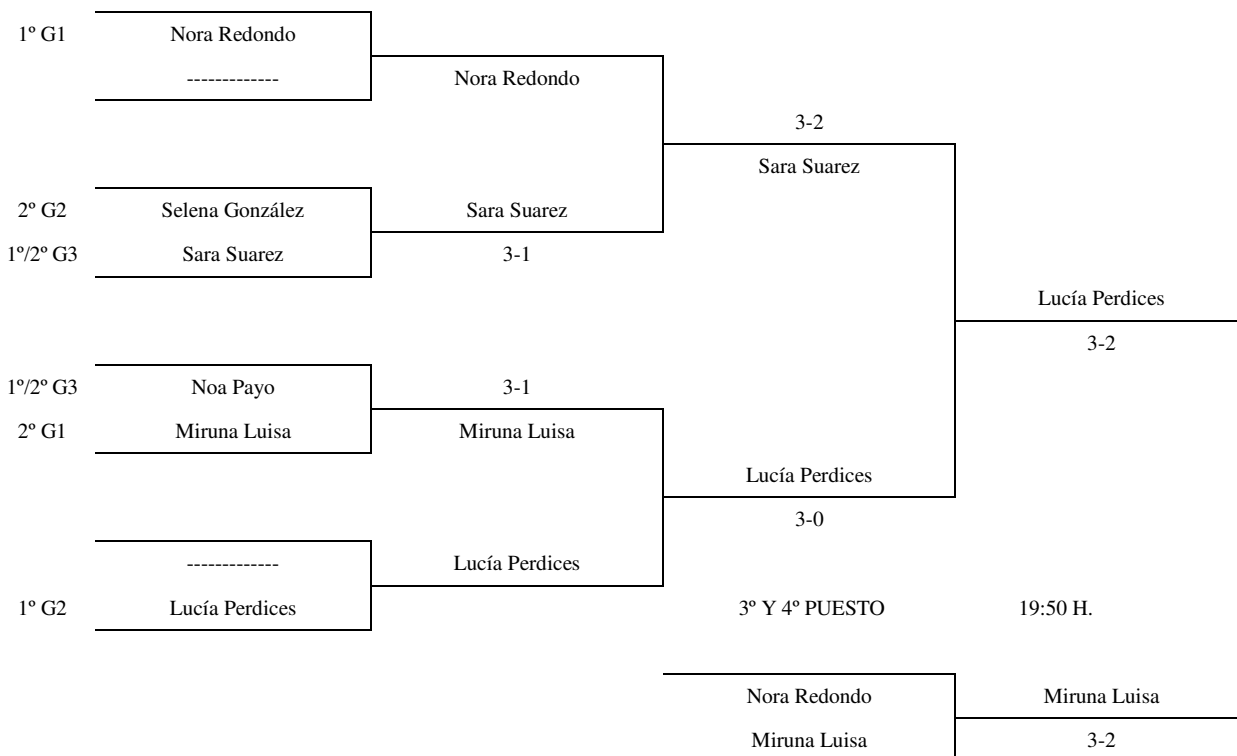 1º G1 Nora Redondo
------------- Nora Redondo
3-2
Sara Suarez
2º G2 Selena González Sara Suarez
1º/2º G3 Sara Suarez 3-1
Lucía Perdices
3-2
1º/2º G3 Noa Payo 3-1
2º G1 Miruna Luisa Miruna Luisa
Lucía Perdices
3-0
------------- Lucía Perdices
1º G2 Lucía Perdices 3º Y 4º PUESTO 19:50 H.
Nora Redondo Miruna Luisa
Miruna Luisa 3-2